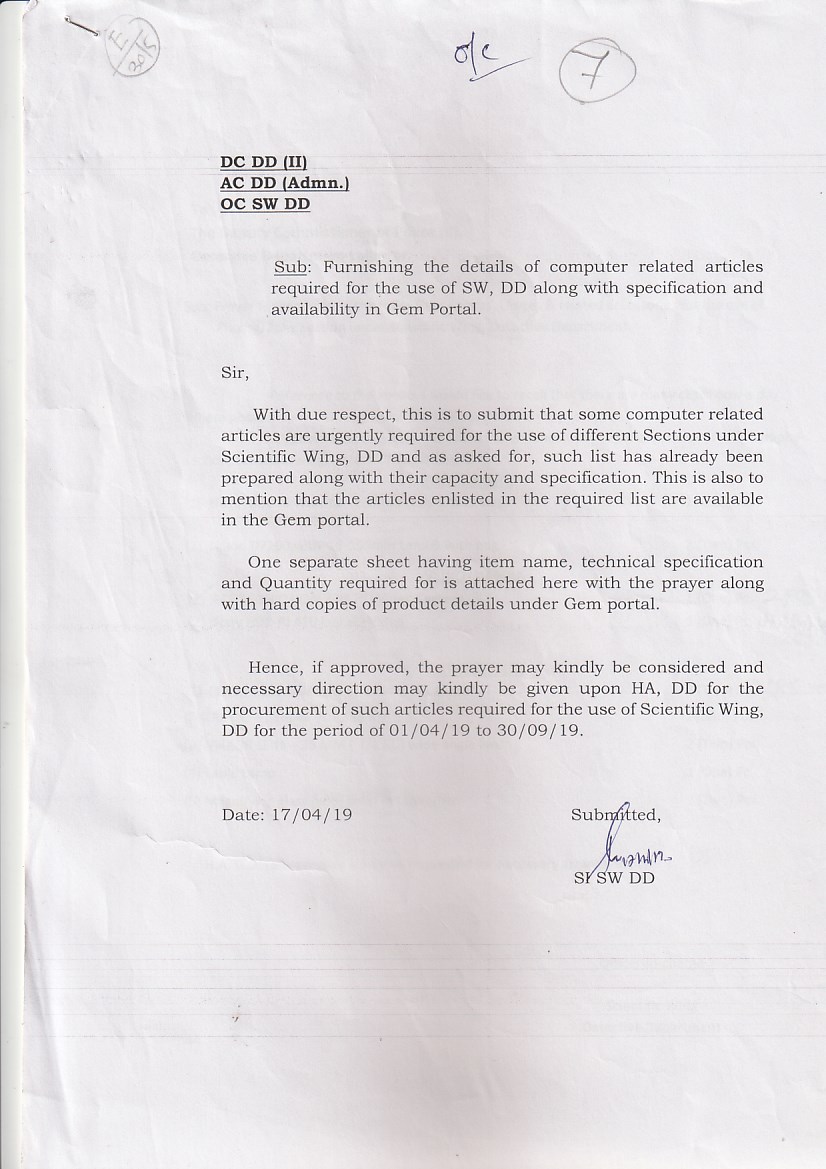 E/2015
o/c
7
DC DD (II)
AC DD (Admn.)
OC SW DD
Sub: Furnishing the details of computer related articles
required for the use of SW, DD along with specification and
availability in Gem Portal.
Sir,
With due respect, this is to submit that some computer related
articles are urgently required for the use of different Sections under
Scientific Wing, DD and as asked for, such list has already been
prepared along with their capacity and specification. This is also to
mention that the articles enlisted in the required list are available
in the Gem portal.
One separate sheet having item name, technical specification
and Quantity required for is attached here with the prayer along
with hard copies of product details under Gem portal.
Hence, if approved, the prayer may kindly be considered and
necessary direction may kindly be given upon HA, DD for the
procurement of such articles required for the use of Scientific Wing,
DD for the period of 01/04/19 to 30/09/19.
Date: 17/04/19 Submitted,
SI SW DD